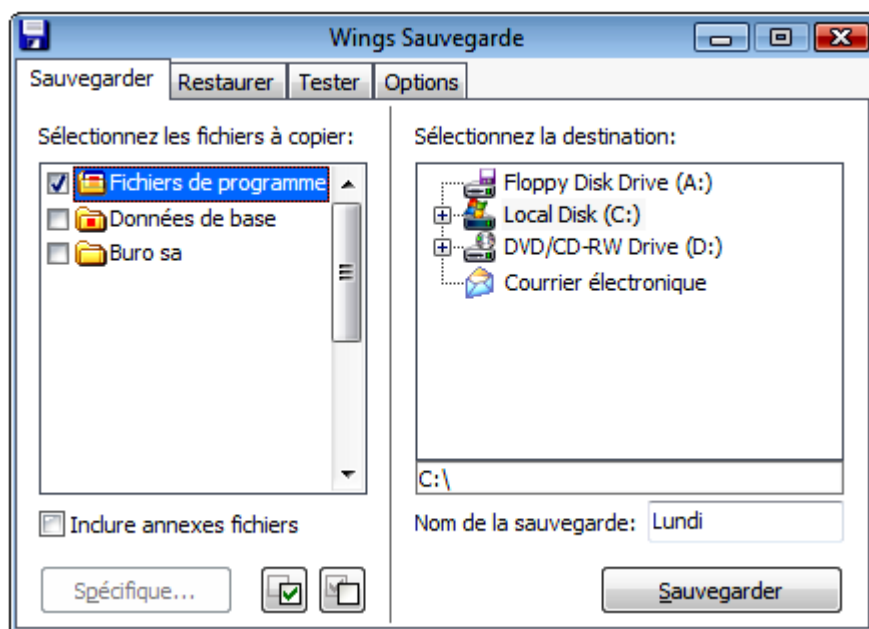 Wings Sauvegarde
Sauvegarder Restaurer Tester Options
Sélectionnez les fichiers à copier:
Fichiers de programme
Données de base
Buro sa
Inclure annexes fichiers
Spécifique...
Sélectionnez la destination:
Floppy Disk Drive (A:)
Local Disk (C:)
DVD/CD-RW Drive (D:)
Courrier électronique
C:\
Nom de la sauvegarde: Lundi
Sauvegarder